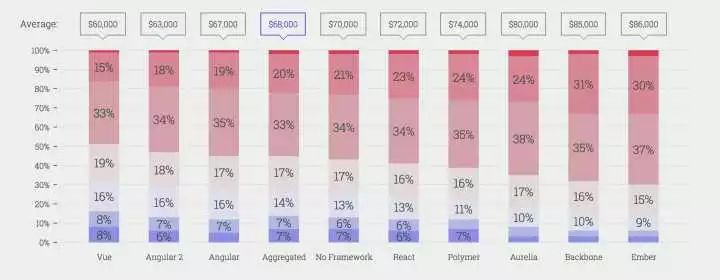 Average: $60,000 $63,000 $67,000 $68,000 $70,000 $72,000 $74,000 $80,000 $85,000 $86,000
100%
90% 15% 18% 19% 20% 21% 23% 24% 24% 31% 30%
80%
70%
60% 33% 34% 35% 33% 34% 34% 35% 38% 35% 37%
50%
40% 19% 18% 17% 17% 17% 16% 16% 17% 16% 15%
30%
20% 16% 16% 16% 14% 13% 13% 11% 10% 10% 9%
10% 8% 7% 7% 7% 6% 6%
0% 8% 6% 7% 7% 6% 7%
Vue Angular 2 Angular Aggregated No Framework React Polymer Aurelia Backbone Ember